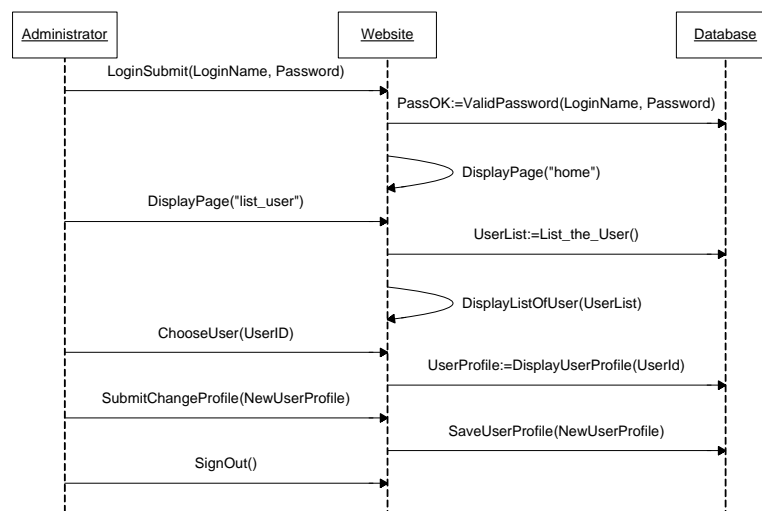 Administrator
Website
Database
LoginSubmit(LoginName, Password)
PassOK:=ValidPassword(LoginName, Password)
DisplayPage("home")
DisplayPage("list_user")
UserList:=List_the_User()
DisplayListOfUser(UserList)
ChooseUser(UserID)
UserProfile:=DisplayUserProfile(UserId)
SubmitChangeProfile(NewUserProfile)
SaveUserProfile(NewUserProfile)
SignOut()